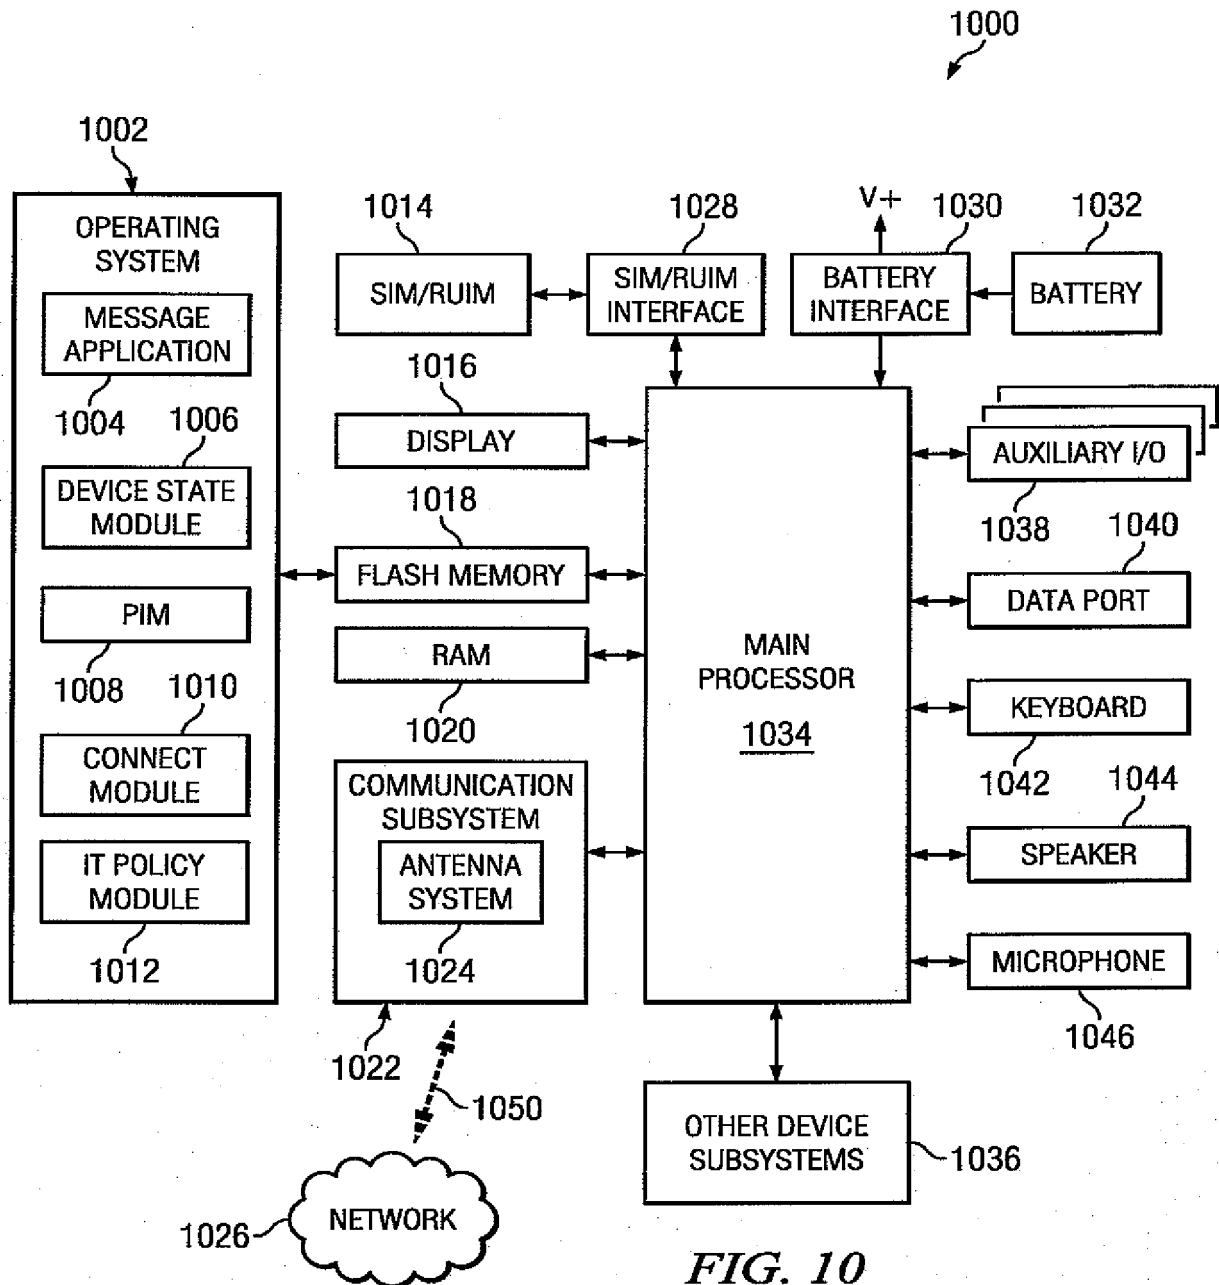 1000
1002
OPERATING
SYSTEM
MESSAGE
APPLICATION
1004
1006
DEVICE STATE
MODULE
PIM
1008
1010
CONNECT
MODULE
IT POLICY
MODULE
1012
1014
SIM/RUIM
1028
SIM/RUIM
INTERFACE
V+
1030
BATTERY
INTERFACE
1032
BATTERY
1016
DISPLAY
1018
FLASH MEMORY
RAM
1020
COMMUNICATION
SUBSYSTEM
ANTENNA
SYSTEM
1024
1022
1050
NETWORK
1026
MAIN
PROCESSOR
1034
AUXILIARY I/O
1038
1040
DATA PORT
KEYBOARD
1042
1044
SPEAKER
MICROPHONE
1046
OTHER DEVICE
SUBSYSTEMS
1036
FIG. 10